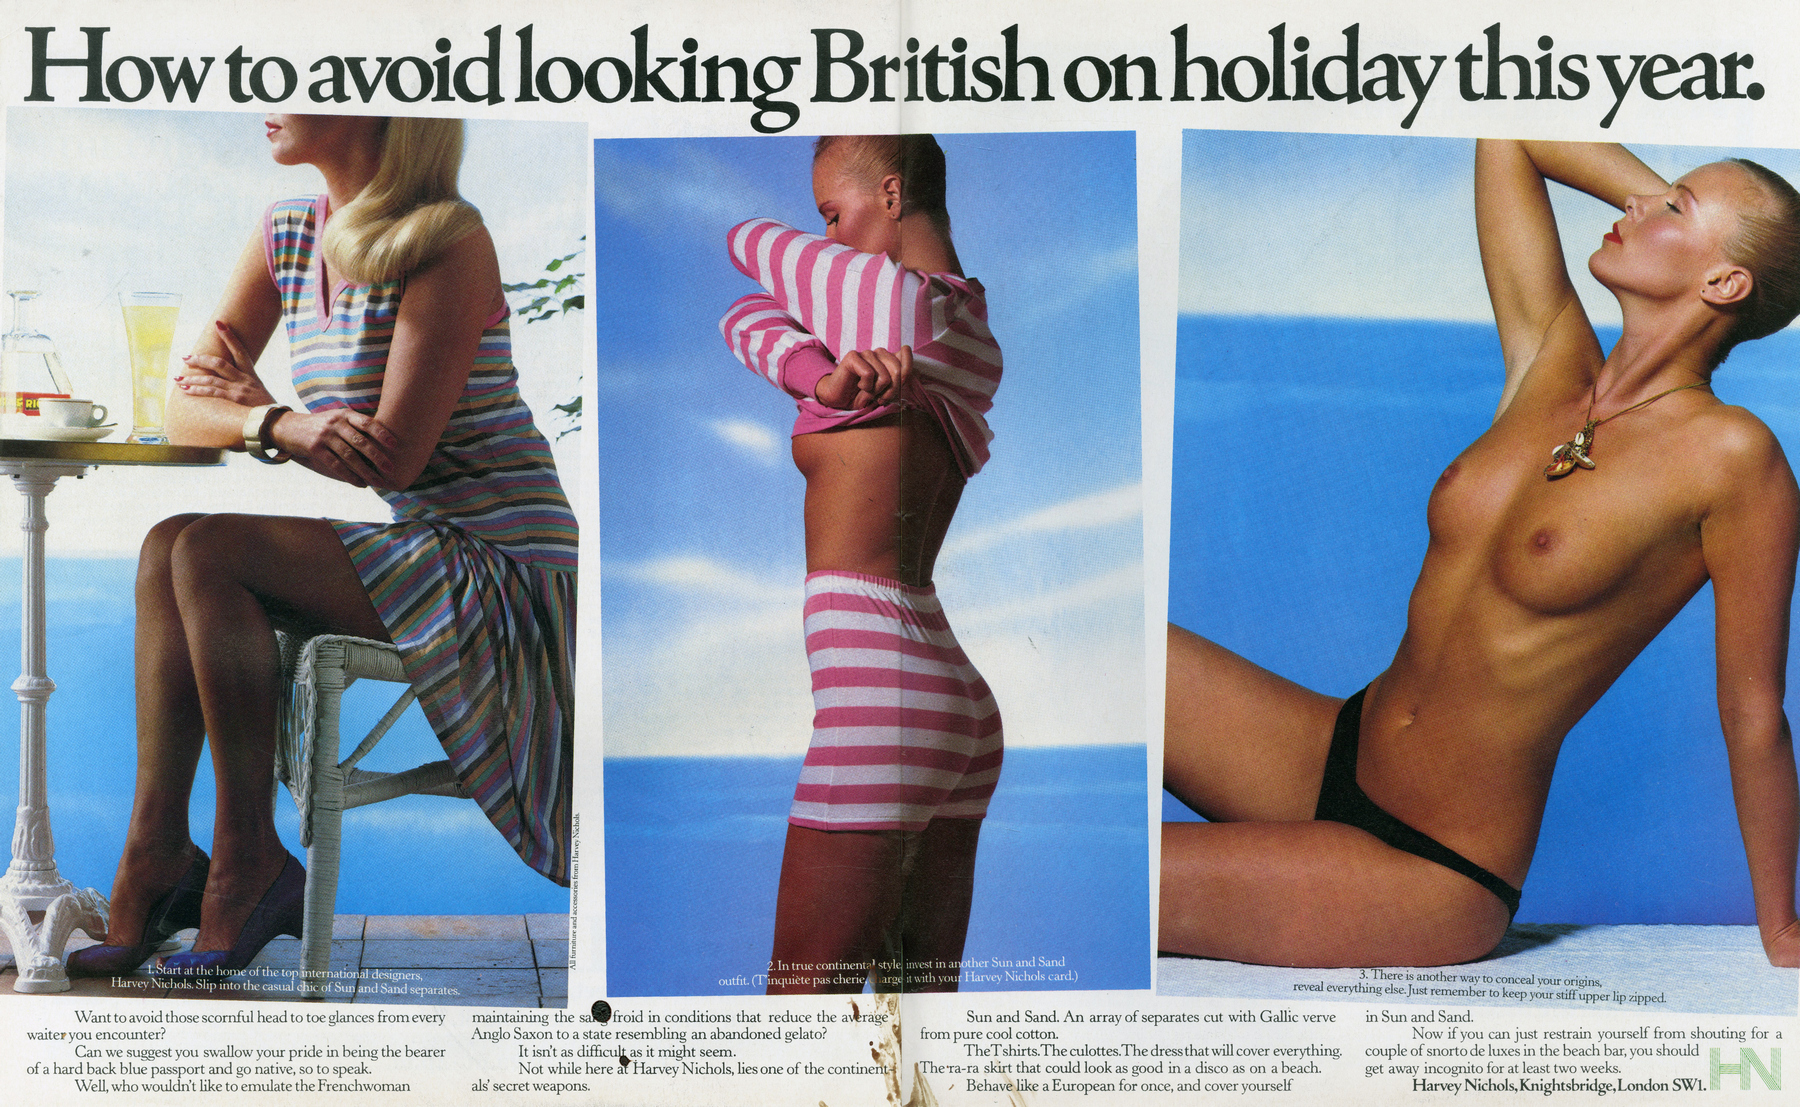 How to avoid looking British on holiday this year.
RIC
All furniture and accessories from Harvey Nichols.
1. Start at the home of the top international designers,
Harvey Nichols. Slip into the casual chic of Sun and Sand separates.
2. In true continental style, invest in another Sun and Sand
outfit. (T'inquiète pas cherie, charge it with your Harvey Nichols card.)
3. There is another way to conceal your origins,
reveal everything else. Just remember to keep your stiff upper lip zipped.
Want to avoid those scornful head to toe glances from every
waiter you encounter?
Can we suggest you swallow your pride in being the bearer
of a hard back blue passport and go native, so to speak.
Well, who wouldn't like to emulate the Frenchwoman
maintaining the sang froid in conditions that reduce the average
Anglo Saxon to a state resembling an abandoned gelato?
It isn't as difficult as it might seem.
Not while here at Harvey Nichols, lies one of the continent-
als' secret weapons.
Sun and Sand. An array of separates cut with Gallic verve
from pure cool cotton.
The T shirts. The culottes. The dress that will cover everything.
The ra-ra skirt that could look as good in a disco as on a beach.
Behave like a European for once, and cover yourself
in Sun and Sand.
Now if you can just restrain yourself from shouting for a
couple of snorto de luxes in the beach bar, you should
get away incognito for at least two weeks.
Harvey Nichols, Knightsbridge, London SW1.
HN